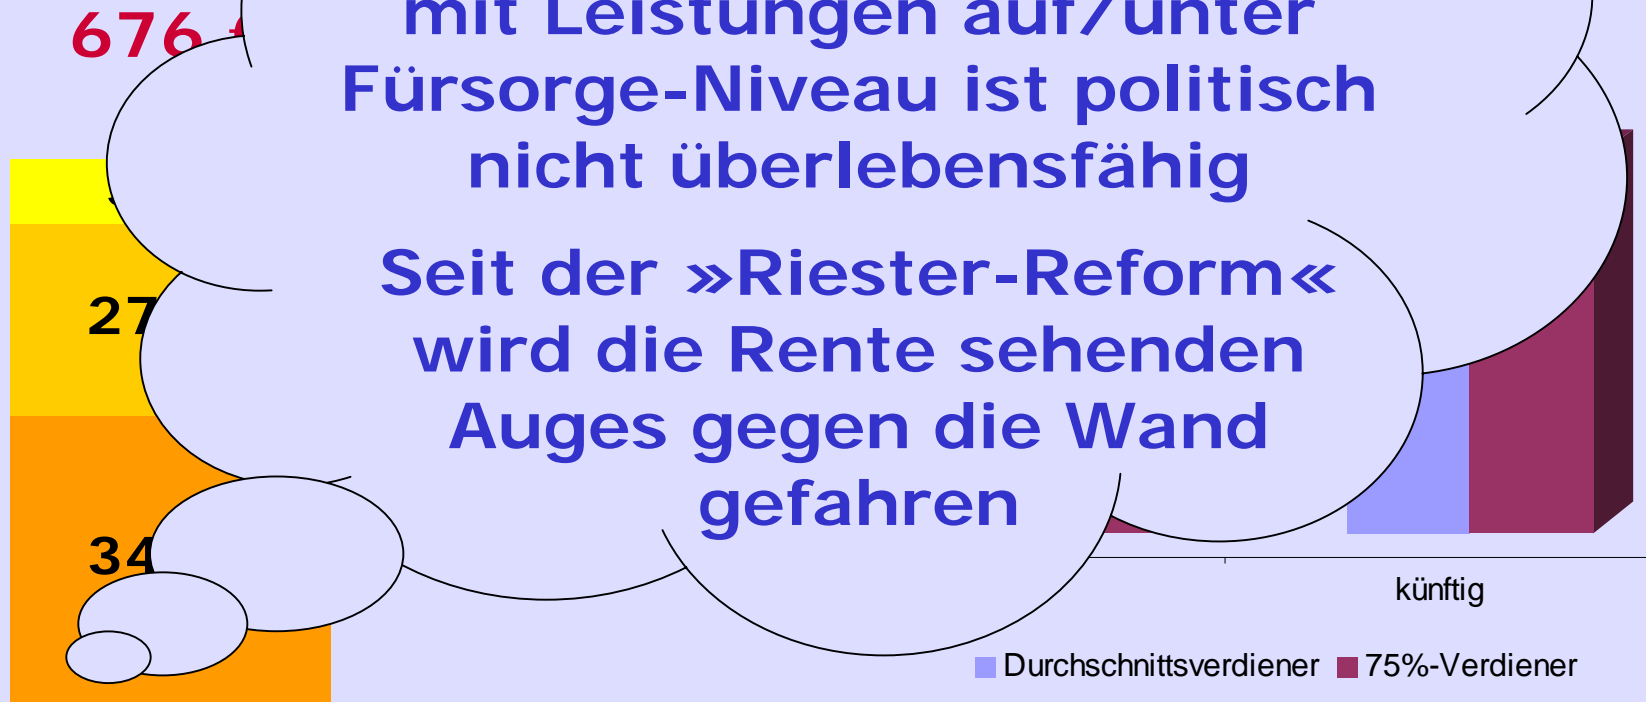 mit Leistungen auf/unter
676
Fürsorge-Niveau ist politisch
nicht überlebensfähig
Seit der »Riester-Reform«
27
wird die Rente sehenden
Auges gegen die Wand
gefahren
34
künftig
Durchschnittsverdiener 75%-Verdiener